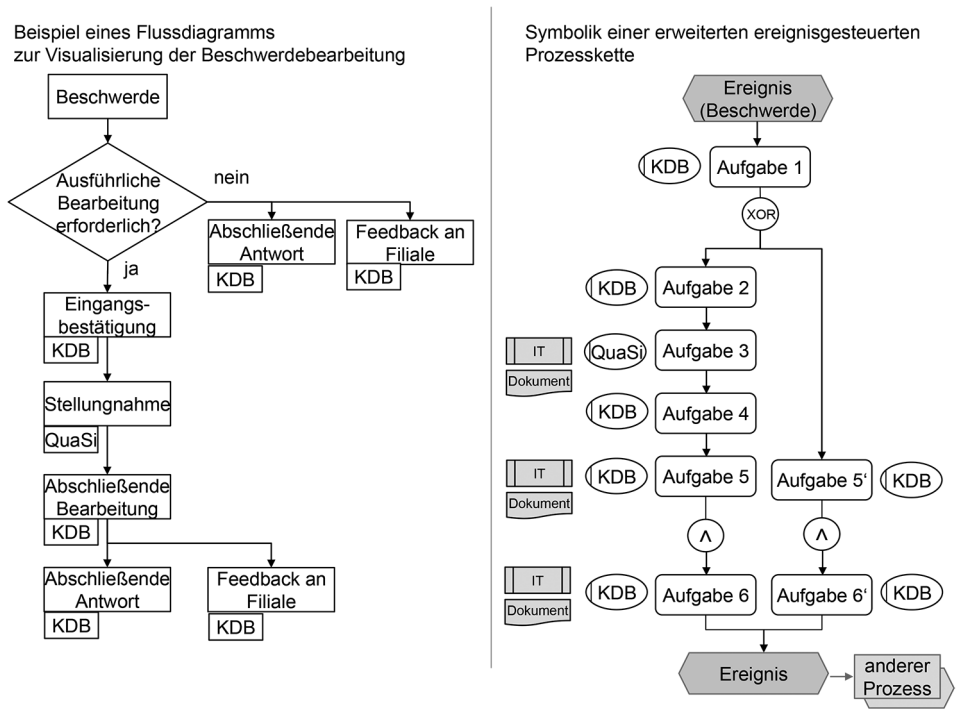 Beispiel eines Flussdiagramms
zur Visualisierung der Beschwerdebearbeitung
Beschwerde
Ausführliche
Bearbeitung
erforderlich?
nein
Abschließende
Antwort
KDB
Feedback an
Filiale
KDB
ja
Eingangs-
bestätigung
KDB
Stellungnahme
QuaSi
Abschließende
Bearbeitung
KDB
Abschließende
Antwort
KDB
Feedback an
Filiale
KDB
Symbolik einer erweiterten ereignisgesteuerten
Prozesskette
Ereignis
(Beschwerde)
KDB
Aufgabe 1
XOR
KDB
Aufgabe 2
IT
Dokument
QuaSi
Aufgabe 3
KDB
Aufgabe 4
IT
Dokument
KDB
Aufgabe 5
Aufgabe 5‘
KDB
∧
∧
IT
Dokument
KDB
Aufgabe 6
Aufgabe 6‘
KDB
Ereignis
anderer
Prozess